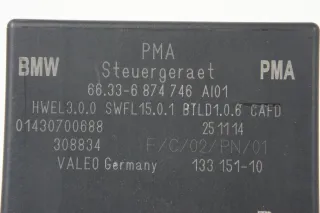 PMA
BMW Steuergeraet PMA
66.33-6 874 746 AI01
HWEL3.0.0 SWFL15.0.1 BTLD1.0.6 CAFD
01430700688 251114
308834 F/C/02/PN/01
VALEO Germany 133 151-10